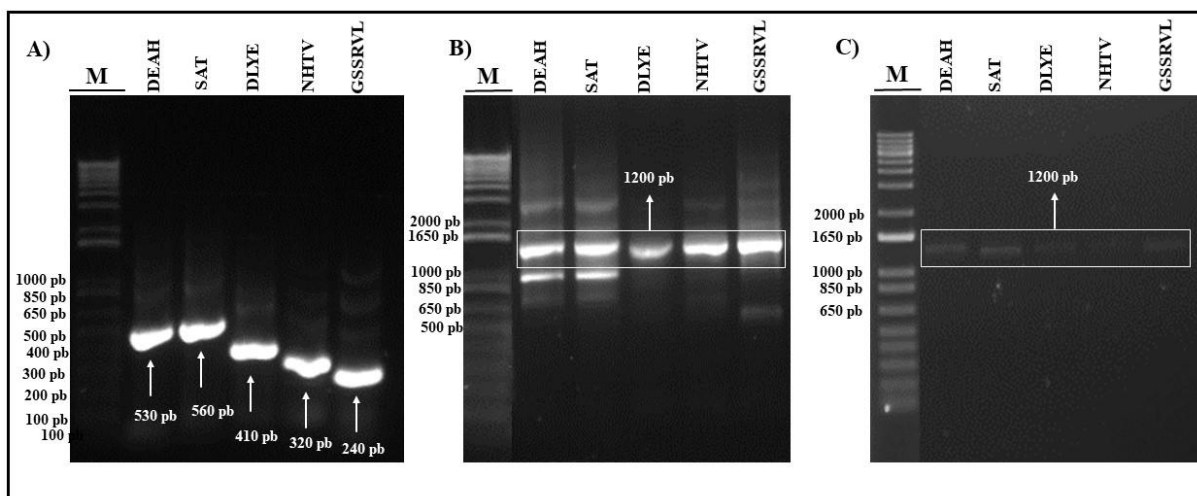 A)
M
DEAH
SAT
DLYE
NHTV
GSSRVL
1000 pb
850 pb
650 pb
500 pb
400 pb
300 pb
200 pb
100 pb
100 pb
530 pb
560 pb
410 pb
320 pb
240 pb
B)
M
DEAH
SAT
DLYE
NHTV
GSSRVL
1200 pb
2000 pb
1650 pb
1000 pb
850 pb
650 pb
500 pb
C)
M
DEAH
SAT
DLYE
NHTV
GSSRVL
1200 pb
2000 pb
1650 pb
1000 pb
850 pb
650 pb